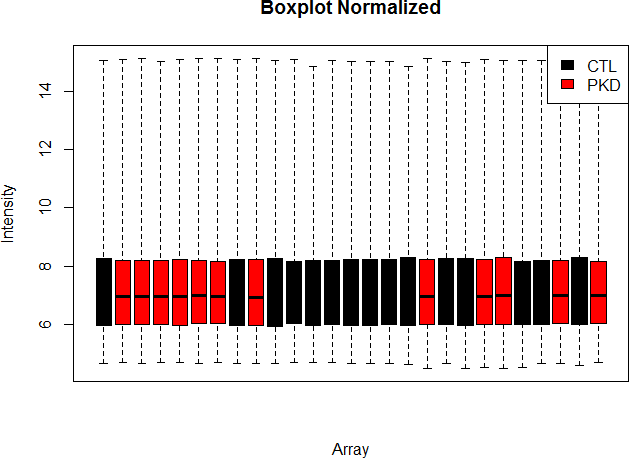 Boxplot Normalized
CTL
PKD
14
12
10
8
6
Intensity
Array